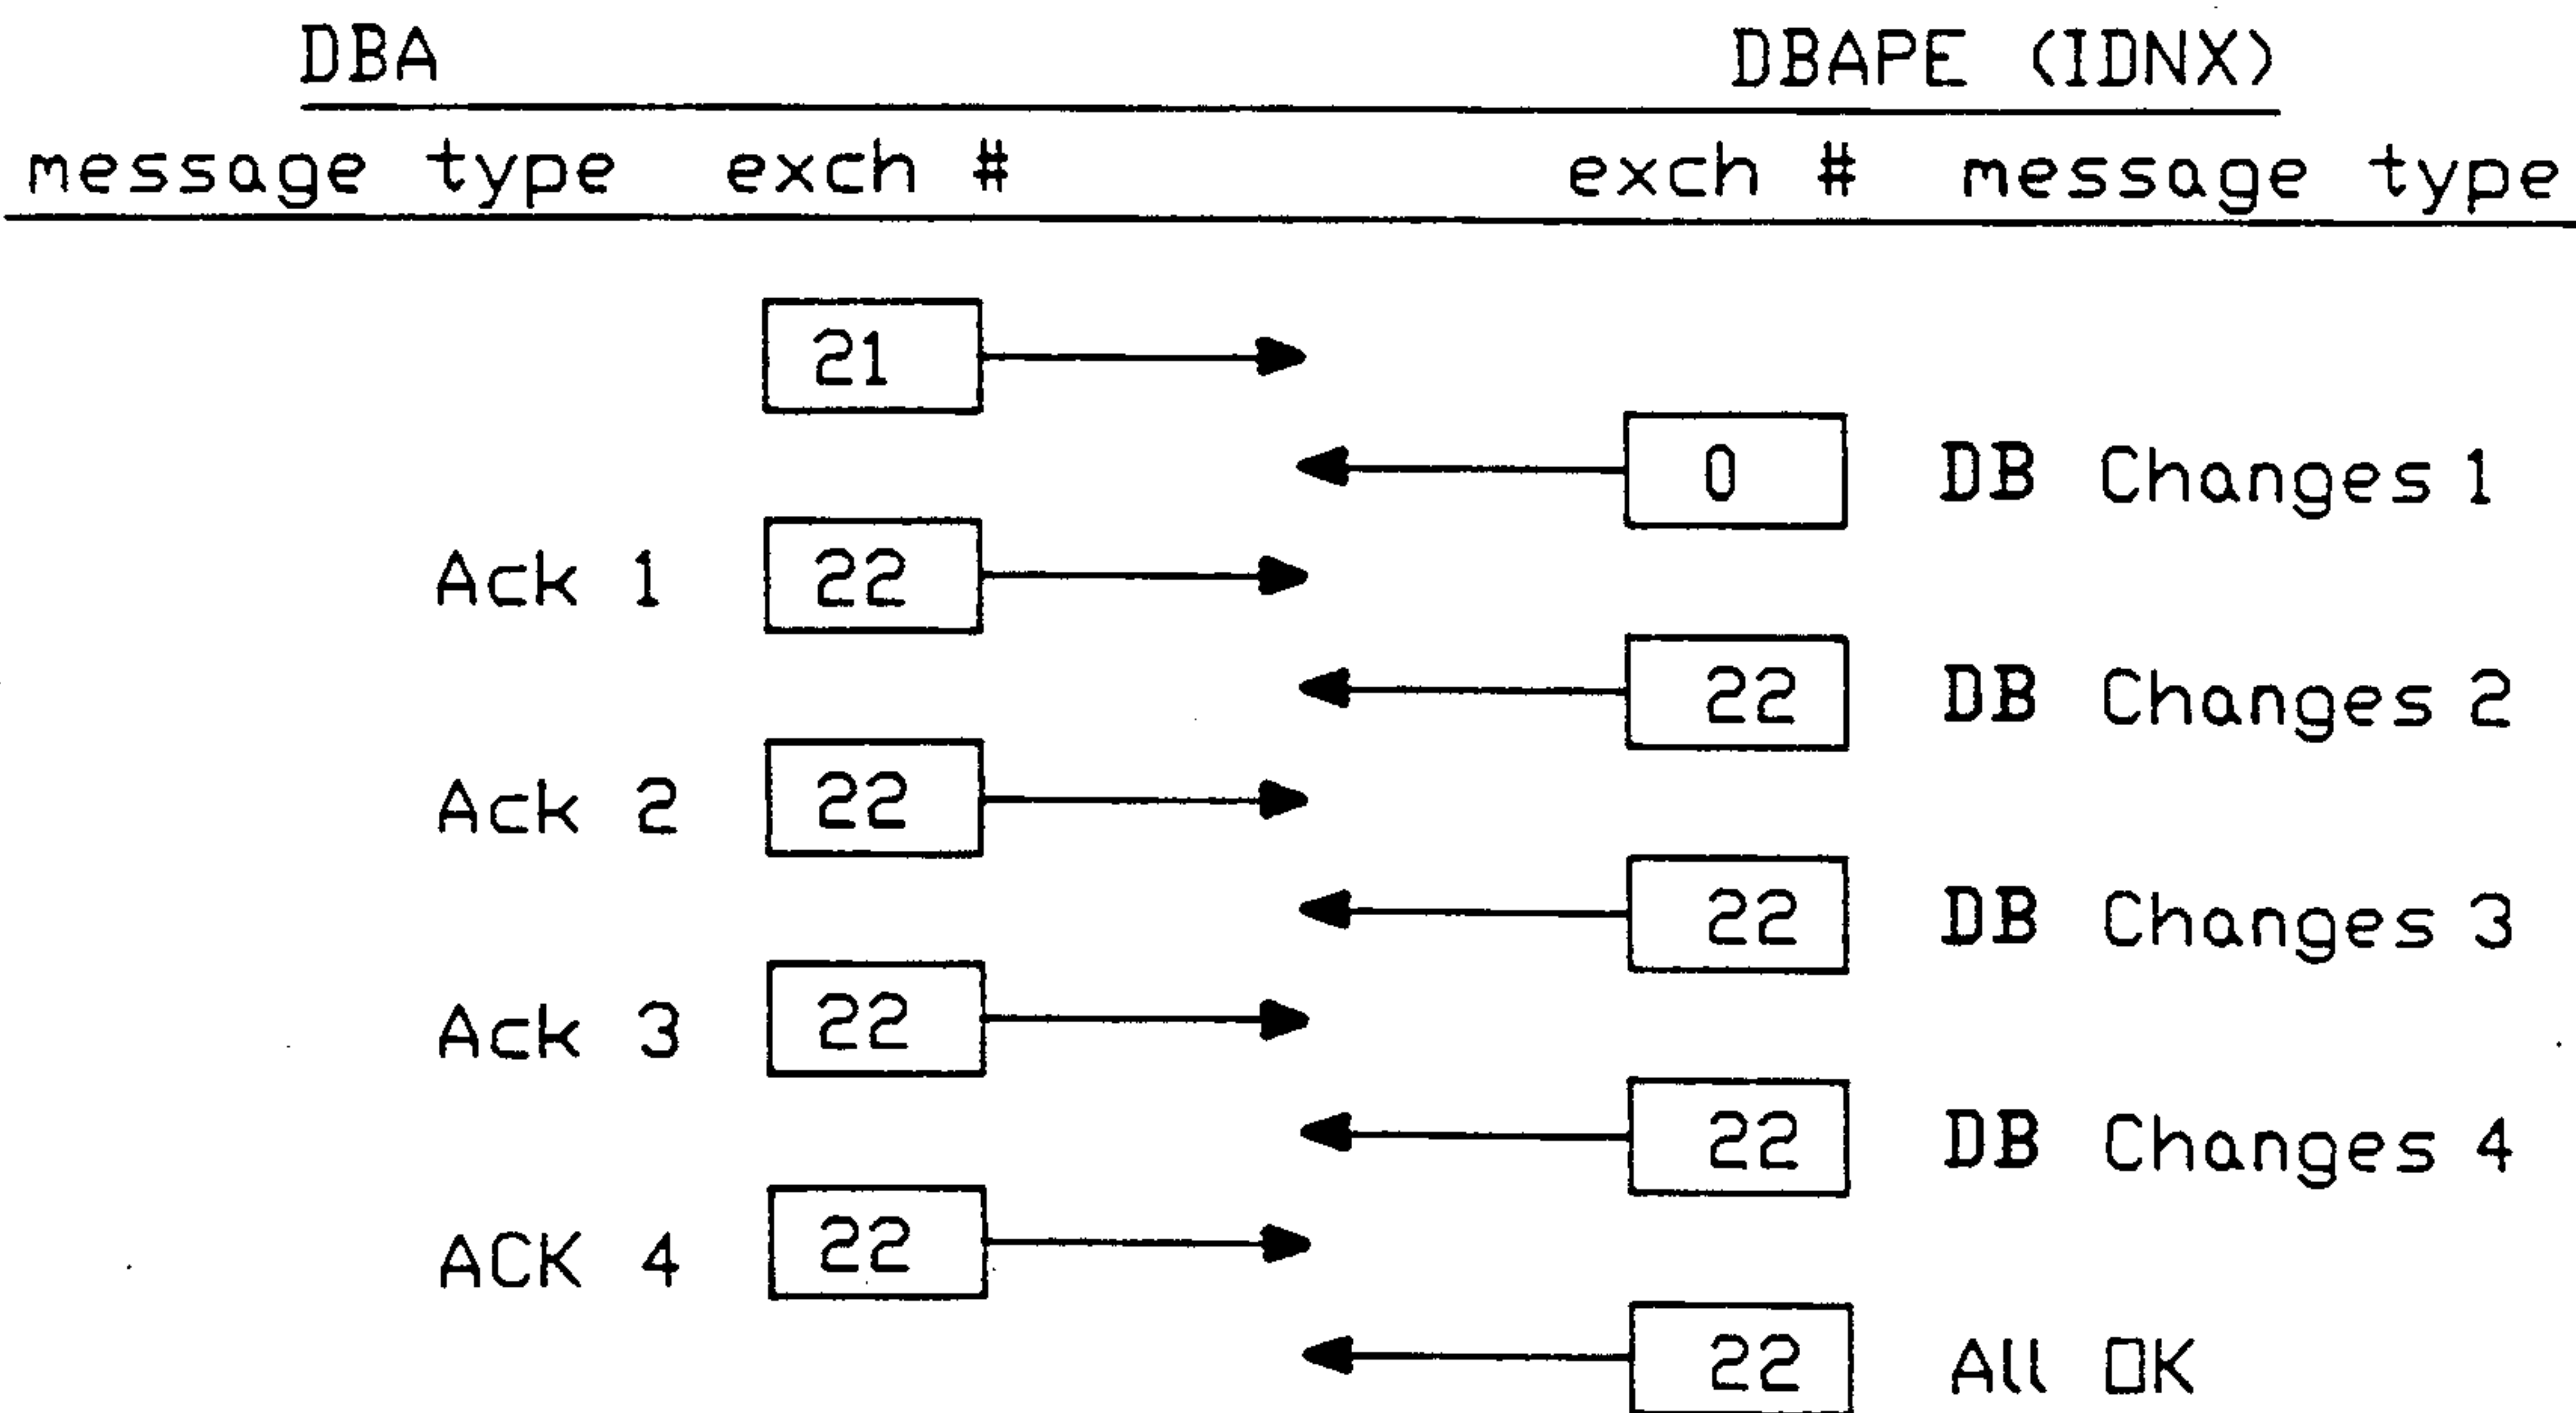 DBA DBAPE (IDNX)
message type exch # exch # message type
21
0 DB Changes 1
Ack 1 22
22 DB Changes 2
Ack 2 22
22 DB Changes 3
Ack 3 22
22 DB Changes 4
ACK 4 22
22 All OK